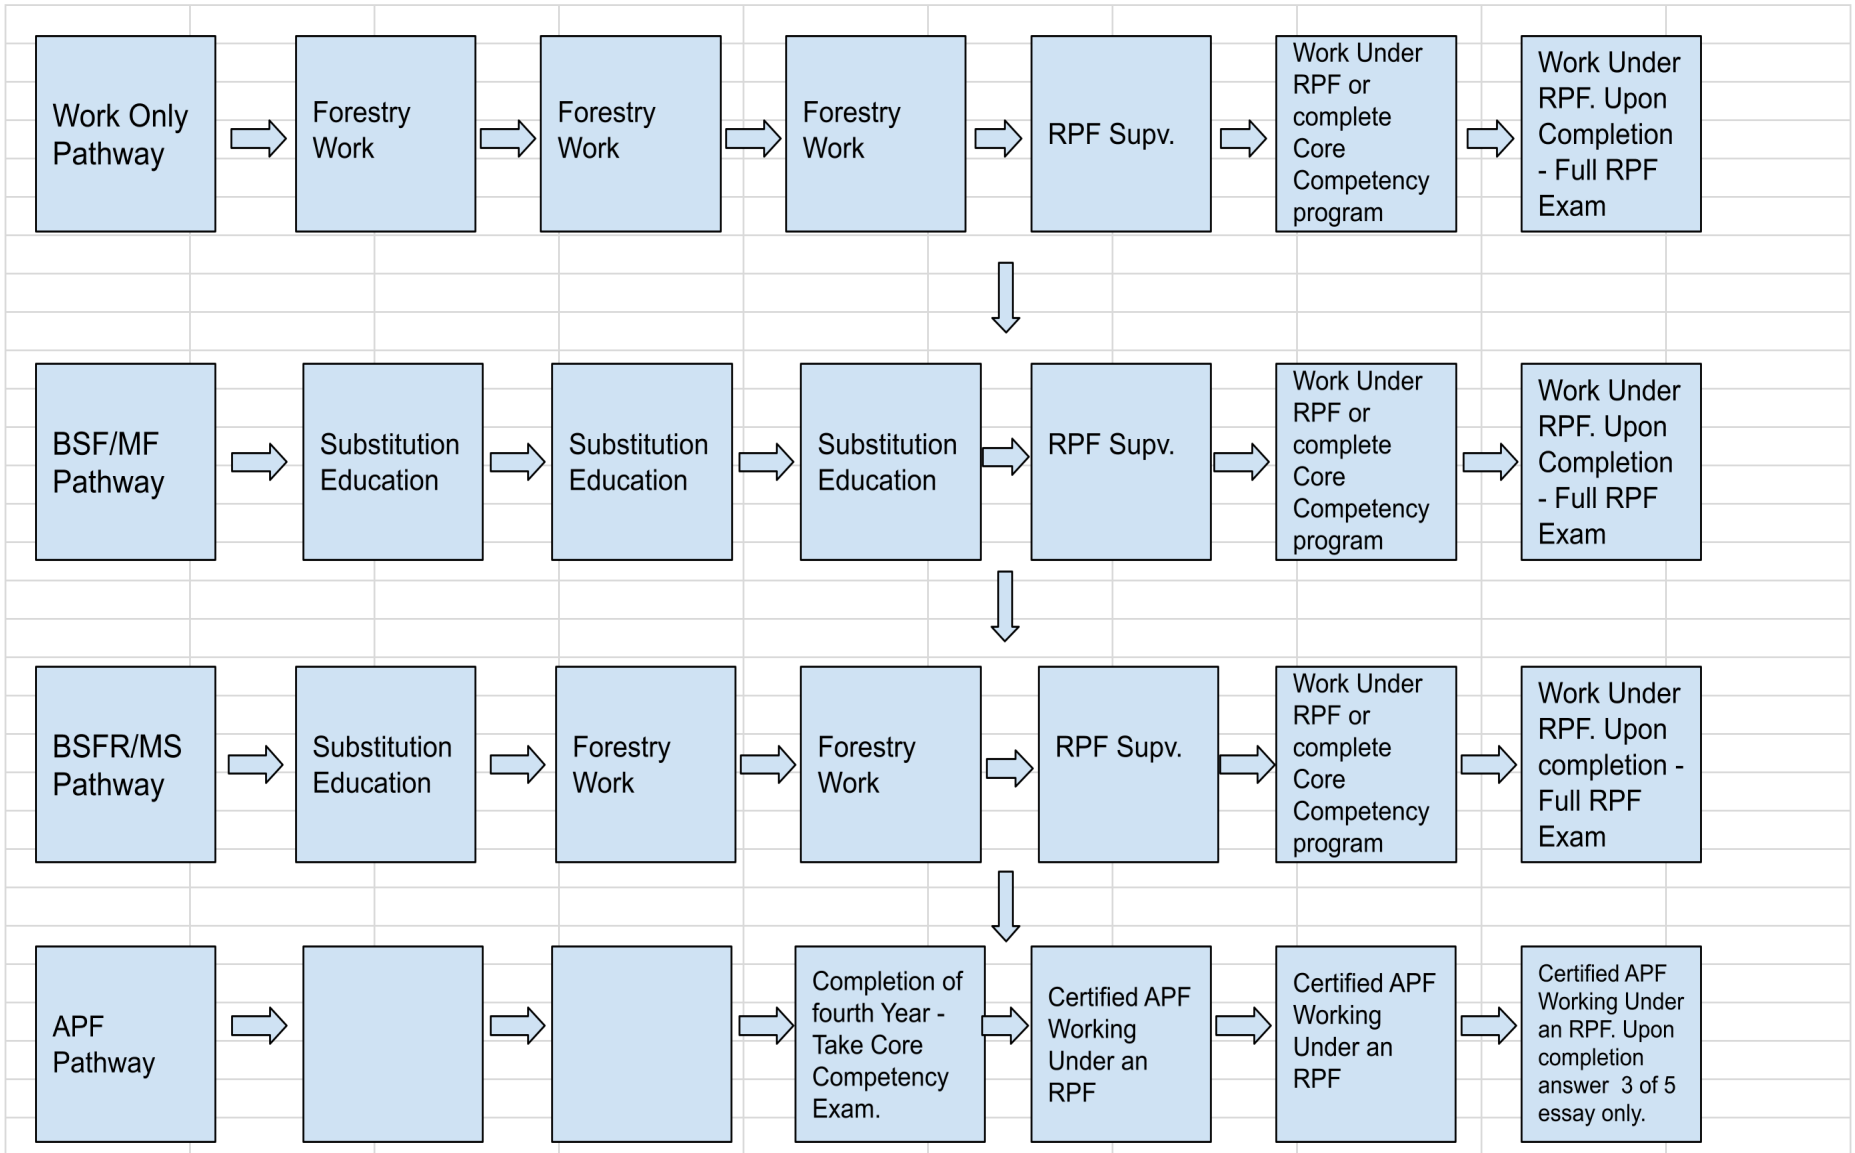 Work Only
Pathway
Forestry
Work
Forestry
Work
Forestry
Work
RPF Supv.
Work Under
RPF or
complete
Core
Competency
program
Work Under
RPF. Upon
Completion
- Full RPF
Exam
BSF/MF
Pathway
Substitution
Education
Substitution
Education
Substitution
Education
RPF Supv.
Work Under
RPF or
complete
Core
Competency
program
Work Under
RPF. Upon
Completion
- Full RPF
Exam
BSFR/MS
Pathway
Substitution
Education
Forestry
Work
Forestry
Work
RPF Supv.
Work Under
RPF or
complete
Core
Competency
program
Work Under
RPF. Upon
completion -
Full RPF
Exam
APF
Pathway
Completion of
fourth Year -
Take Core
Competency
Exam.
Certified APF
Working
Under an
RPF
Certified APF
Working
Under an
RPF
Certified APF
Working Under
an RPF. Upon
completion
answer 3 of 5
essay only.